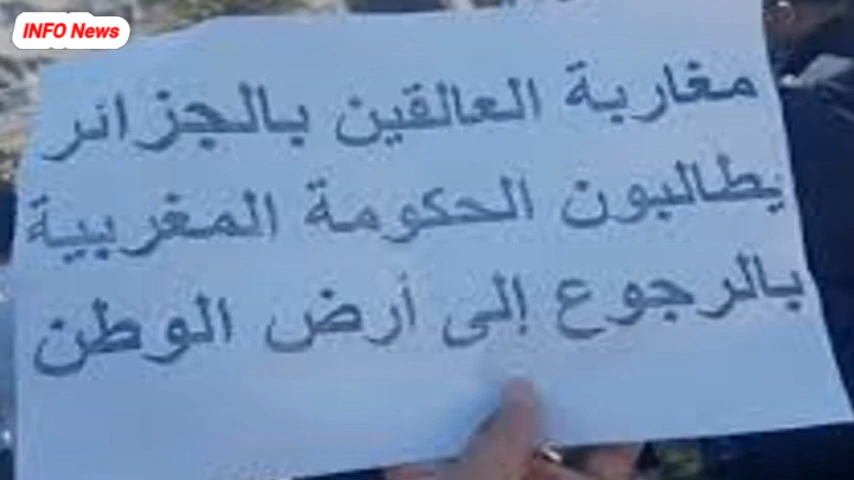 INFO News
مغاربة العالقين بالجزائر
يطالبون الحكومة المغربية
بالرجوع إلى أرض الوطن